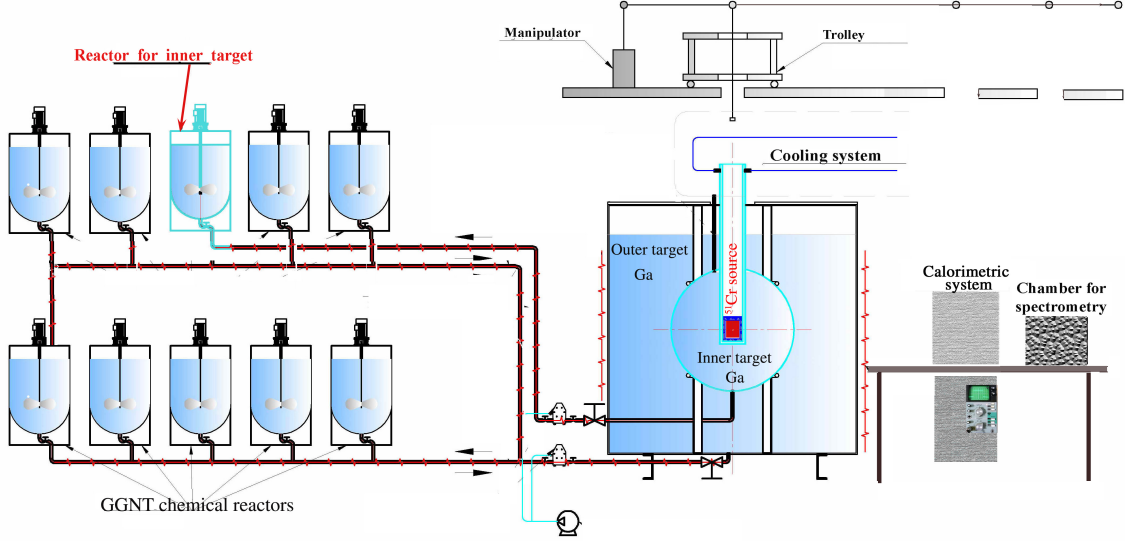 Manipulator
Trolley
Reactor for inner target
Cooling system
Outer target
Ga
⁵¹Cr source
Inner target
Ga
Calorimetric
system
Chamber for
spectrometry
GGNT chemical reactors